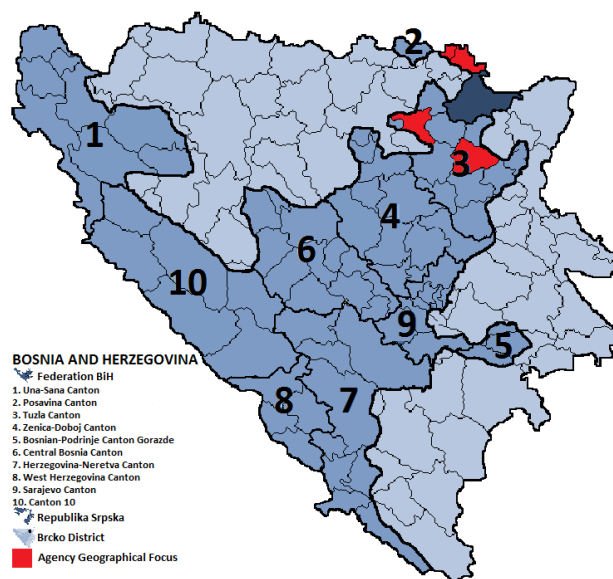 2
1
3
4
6
10
9
5
8
7
BOSNIA AND HERZEGOVINA
Federation BiH
1. Una-Sana Canton
2. Posavina Canton
3. Tuzla Canton
4. Zenica-Doboj Canton
5. Bosnian-Podrinje Canton Gorazde
6. Central Bosnia Canton
7. Herzegovina-Neretva Canton
8. West Herzegovina Canton
9. Sarajevo Canton
10. Canton 10
Republika Srpska
Brcko District
Agency Geographical Focus